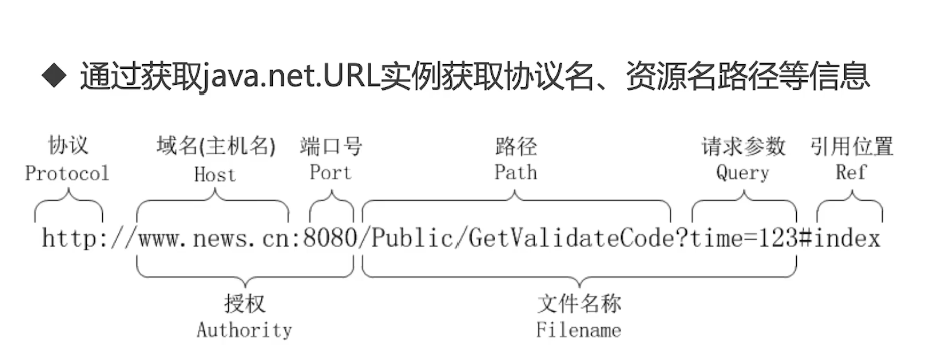 ◆ 通过获取java.net.URL实例获取协议名、资源名路径等信息
协议 域名(主机名) 端口号 路径 请求参数 引用位置
Protocol Host Port Path Query Ref
http://www.news.cn:8080/Public/GetValidateCode?time=123#index
授权 文件名称
Authority Filename